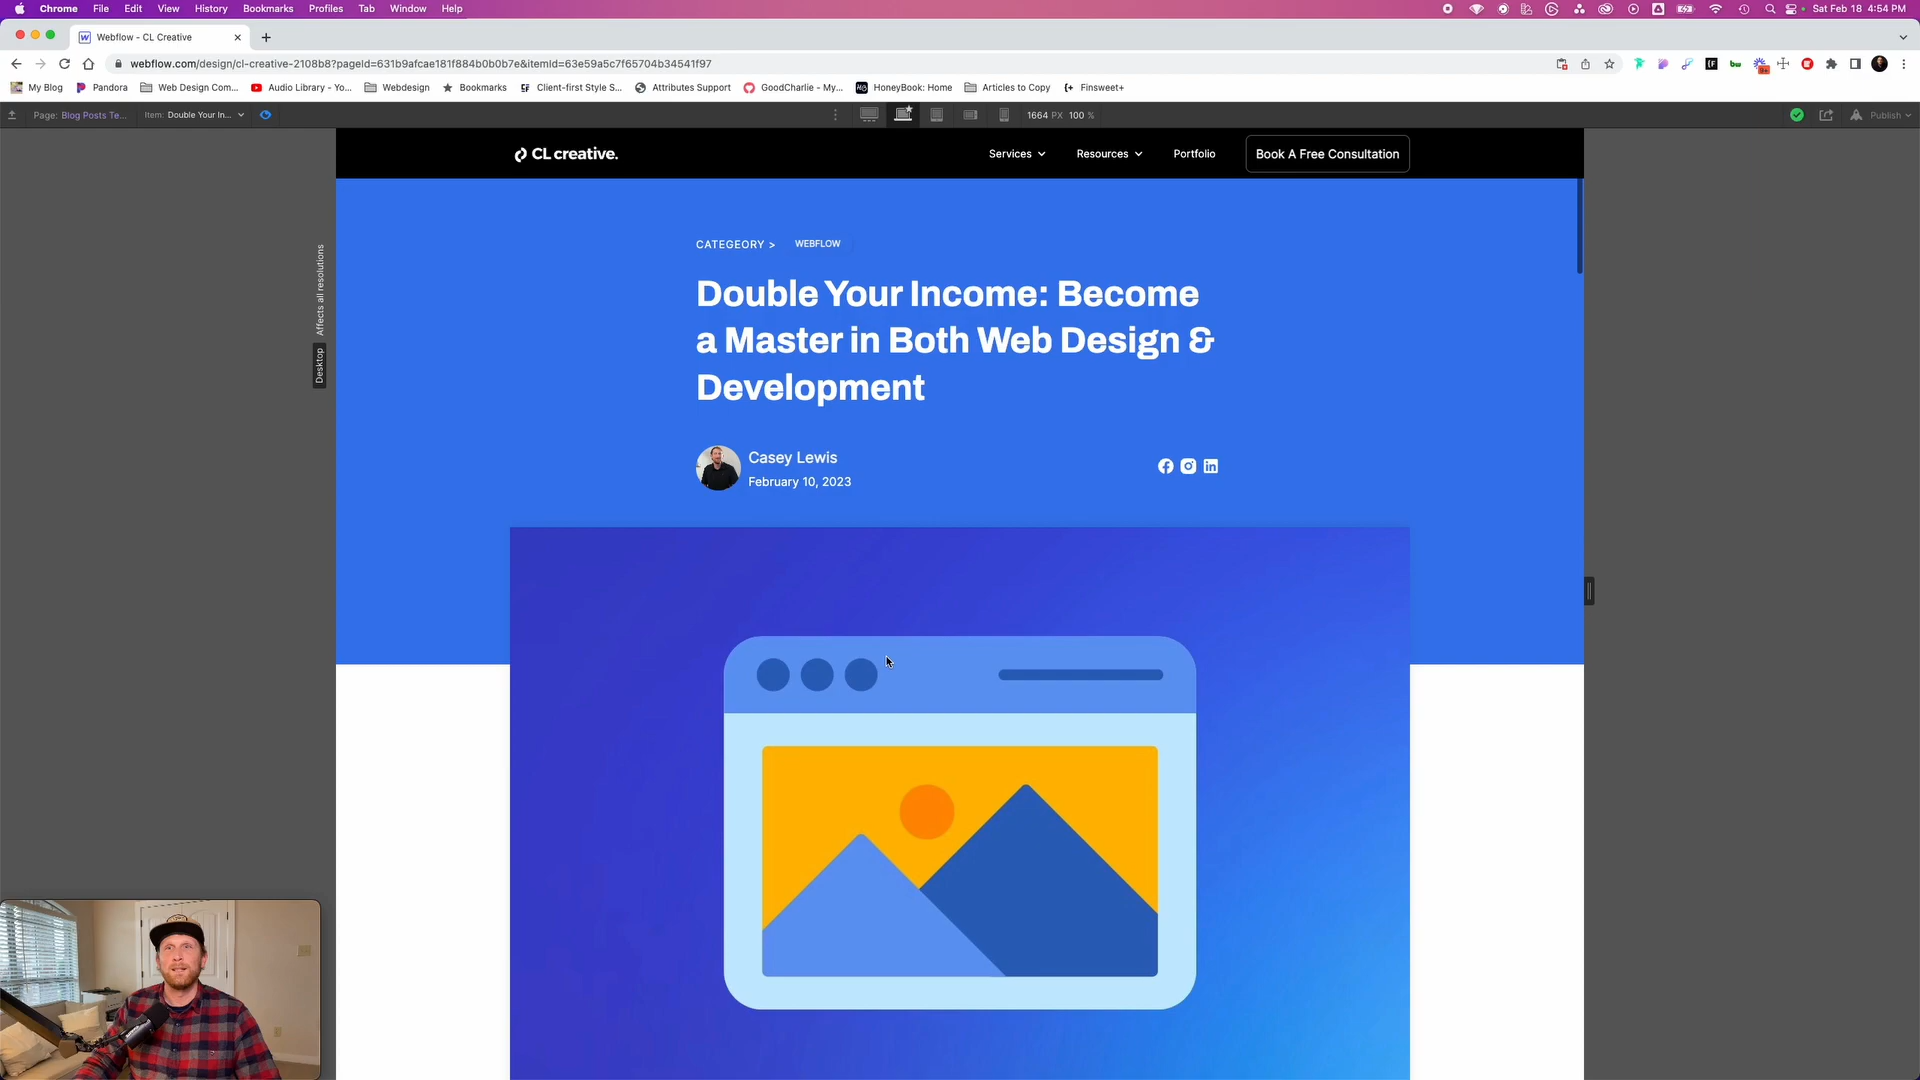 Chrome File Edit View History Bookmarks Profiles Tab Window Help Sat Feb 18 4:54 PM
Webflow - CL Creative
webflow.com/design/cl-creative-2108b8?pageId=631b9afcae181f884b0b0b7e&itemId=63e59a5c7f65704b34541f97
My Blog Pandora Web Design Com... Audio Library - Yo... Webdesign Bookmarks Client-first Style S... Attributes Support GoodCharlie - My... HoneyBook: Home Articles to Copy Finsweet+
Page: Blog Posts Te... Item: Double Your In... 1664 PX 100 % Publish
CL creative. Services Resources Portfolio Book A Free Consultation
Affects all resolutions
Desktop
CATEGEORY > WEBFLOW
Double Your Income: Become
a Master in Both Web Design &
Development
Casey Lewis
February 10, 2023